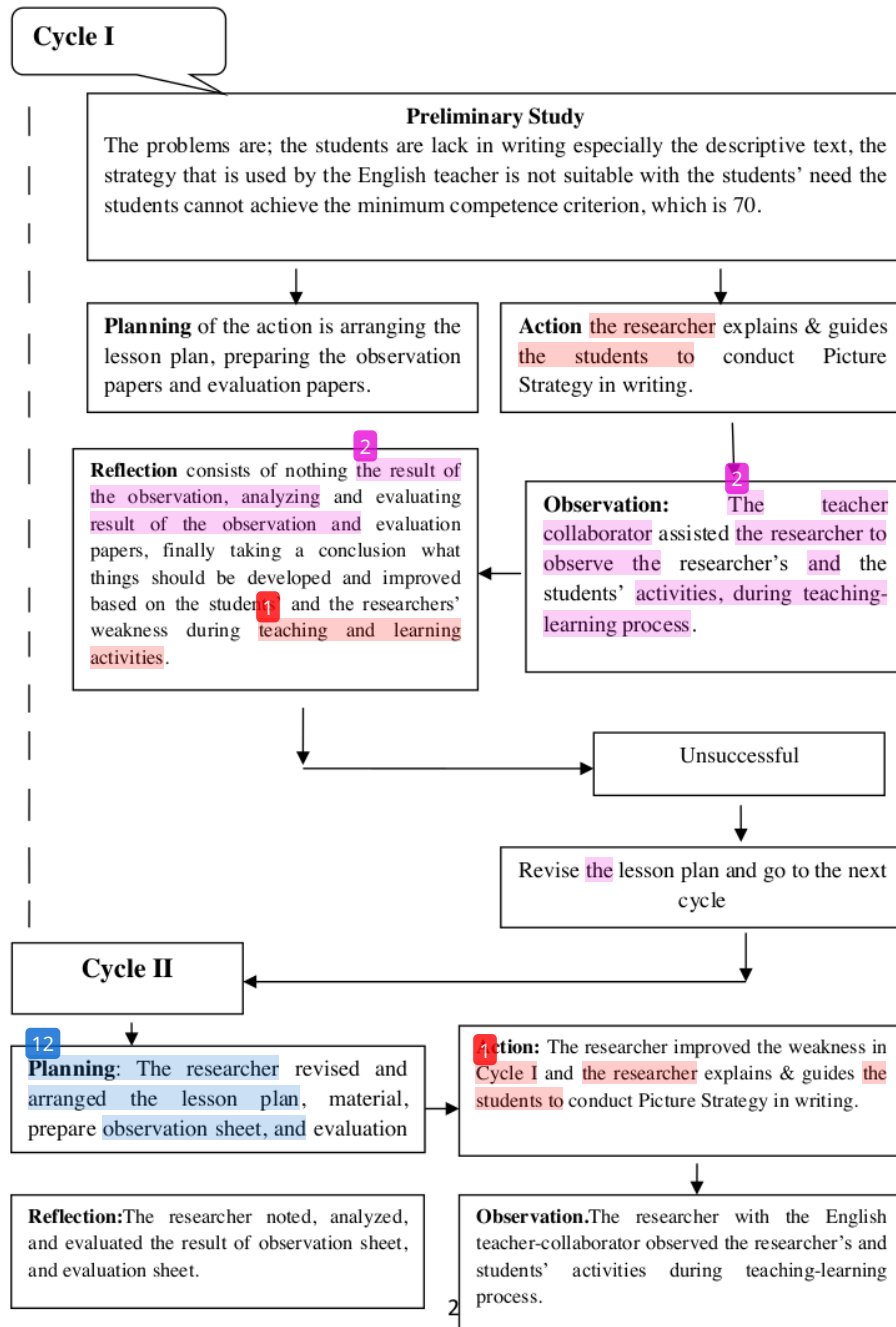 Cycle I
Preliminary Study
The problems are; the students are lack in writing especially the descriptive text, the
strategy that is used by the English teacher is not suitable with the students' need the
students cannot achieve the minimum competence criterion, which is 70.
Planning of the action is arranging the
lesson plan, preparing the observation
papers and evaluation papers.
Action the researcher explains & guides
the students to conduct Picture
Strategy in writing.
2
Reflection consists of nothing the result of
the observation, analyzing and evaluating
result of the observation and evaluation
papers, finally taking a conclusion what
things should be developed and improved
based on the students' and the researchers'
1
weakness during teaching and learning
activities.
2
Observation: The teacher
collaborator assisted the researcher to
observe the researcher's and the
students' activities, during teaching-
learning process.
Unsuccessful
Revise the lesson plan and go to the next
cycle
Cycle II
12
Planning: The researcher revised and
arranged the lesson plan, material,
prepare observation sheet, and evaluation
1
Action: The researcher improved the weakness in
Cycle I and the researcher explains & guides the
students to conduct Picture Strategy in writing.
Reflection:The researcher noted, analyzed,
and evaluated the result of observation sheet,
and evaluation sheet.
Observation.The researcher with the English
teacher-collaborator observed the researcher's and
students' activities during teaching-learning
process.
2